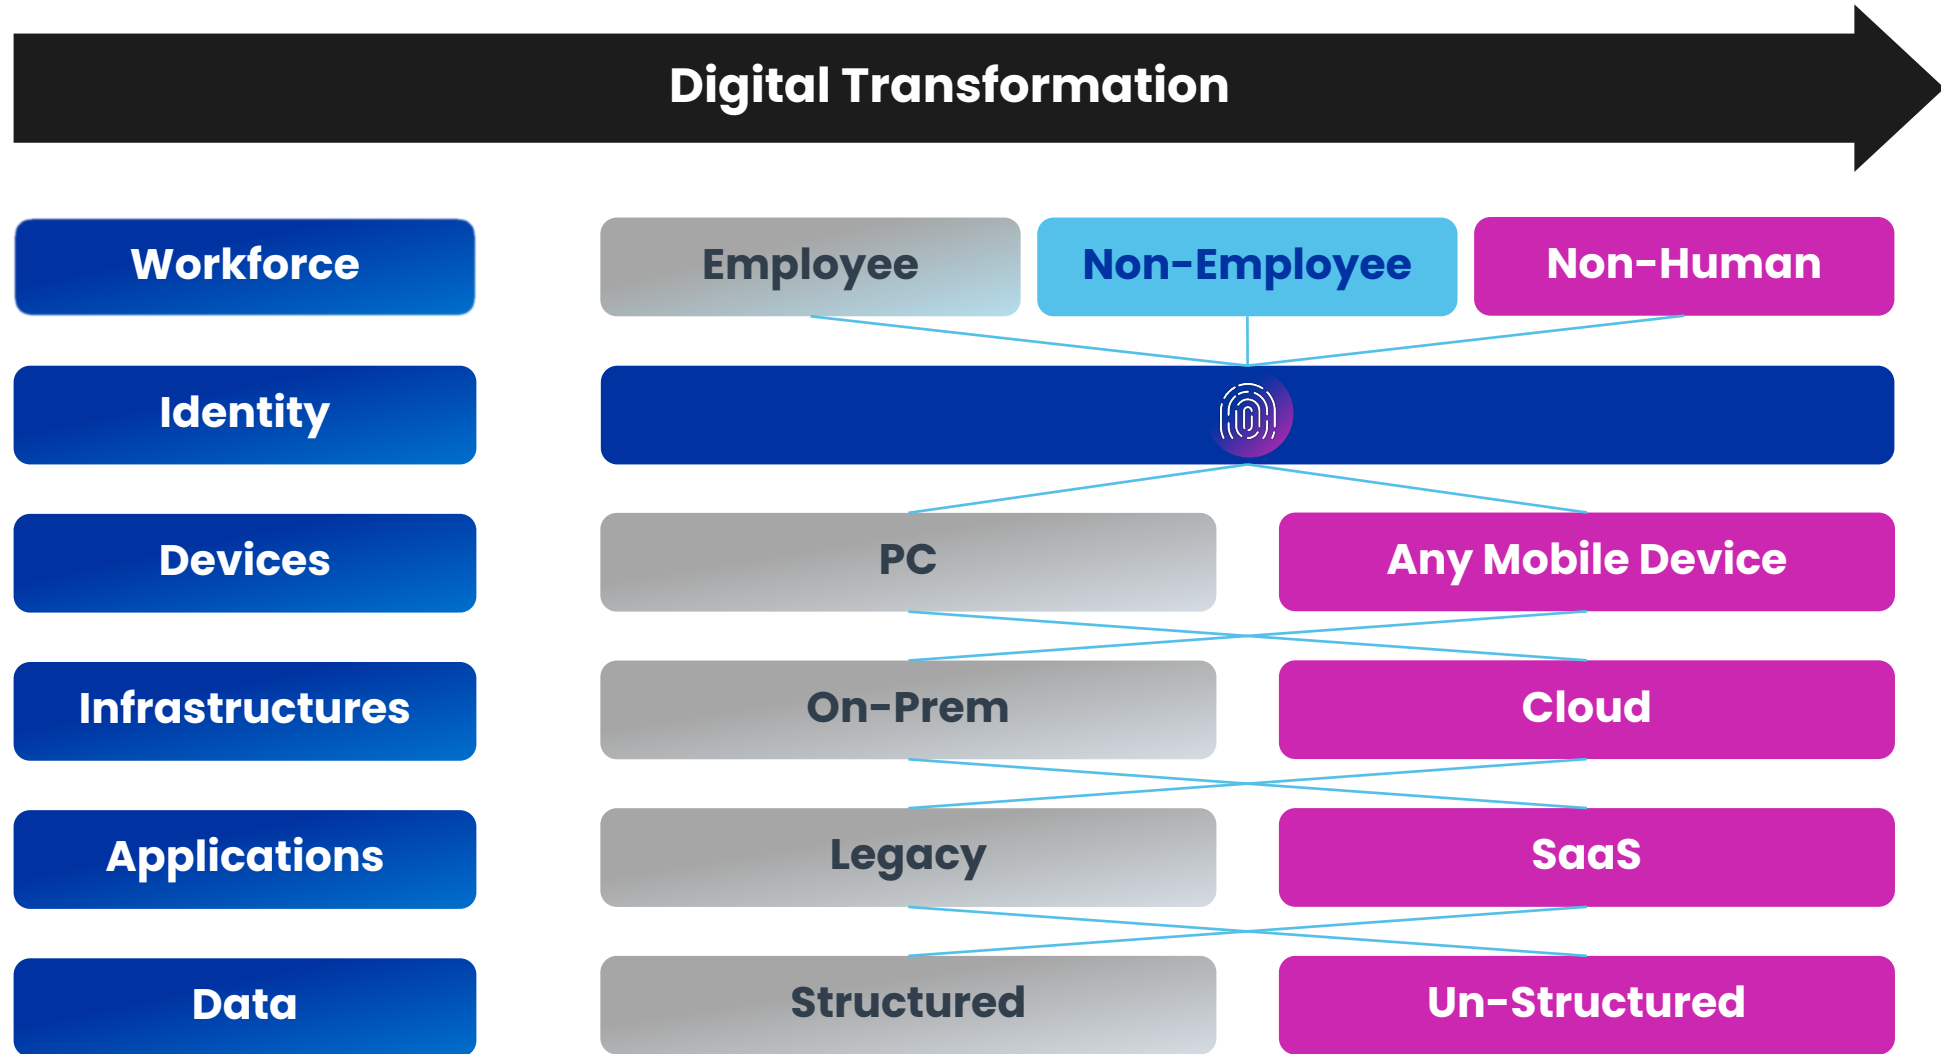 Digital Transformation
Workforce
Employee
Non-Employee
Non-Human
Identity
Devices
PC
Any Mobile Device
Infrastructures
On-Prem
Cloud
Applications
Legacy
SaaS
Data
Structured
Un-Structured